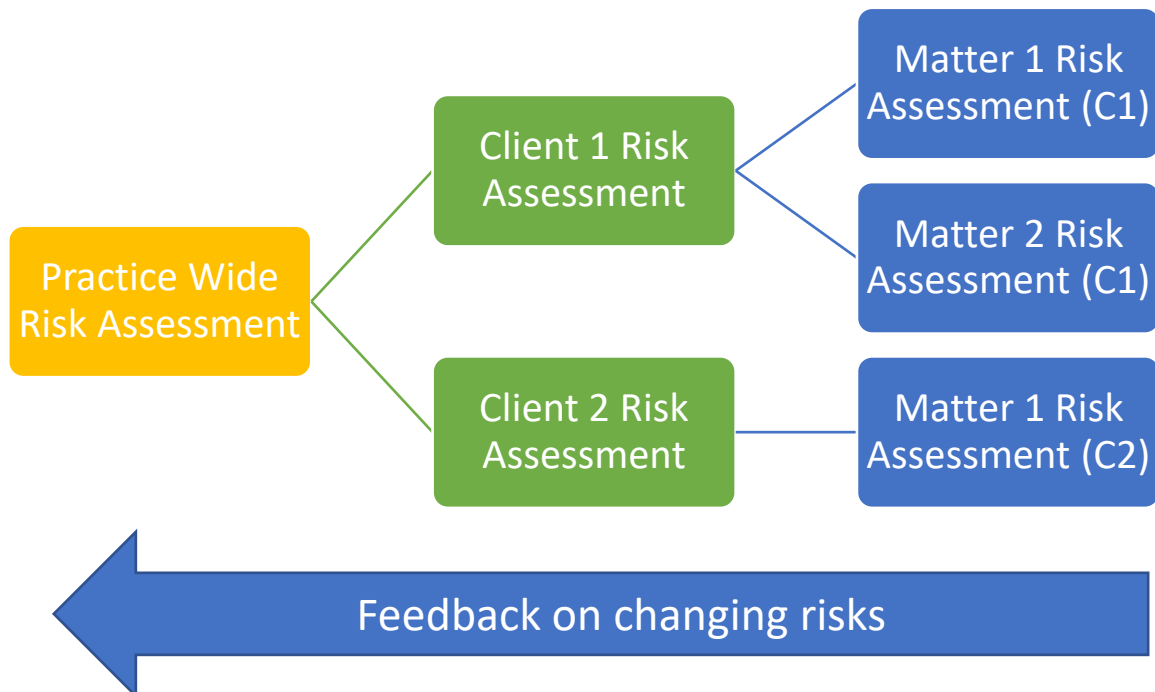 Practice Wide
Risk Assessment
Client 1 Risk
Assessment
Matter 1 Risk
Assessment (C1)
Matter 2 Risk
Assessment (C1)
Client 2 Risk
Assessment
Matter 1 Risk
Assessment (C2)
Feedback on changing risks